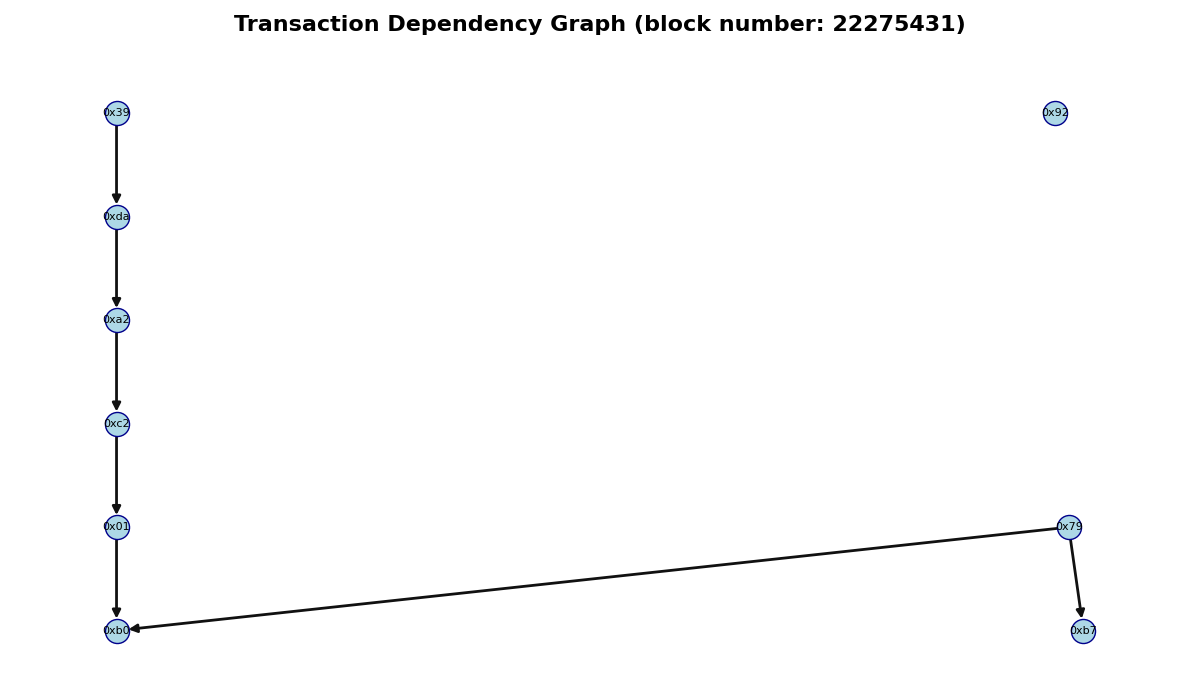 Transaction Dependency Graph (block number: 22275431)
0x39
0x92
0xda
0xa2
0xc2
0x01
0x79
0xb0
0xb7